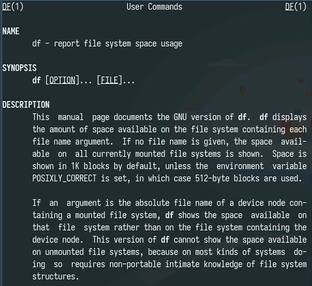 DF(1) User Commands DF(1)
NAME
df - report file system space usage
SYNOPSIS
df [OPTION]... [FILE]...
DESCRIPTION
This manual page documents the GNU version of df. df displays
the amount of space available on the file system containing each
file name argument. If no file name is given, the space avail-
able on all currently mounted file systems is shown. Space is
shown in 1K blocks by default, unless the environment variable
POSIXLY_CORRECT is set, in which case 512-byte blocks are used.
If an argument is the absolute file name of a device node con-
taining a mounted file system, df shows the space available on
that file system rather than on the file system containing the
device node. This version of df cannot show the space available
on unmounted file systems, because on most kinds of systems do-
ing so requires non-portable intimate knowledge of file system
structures.